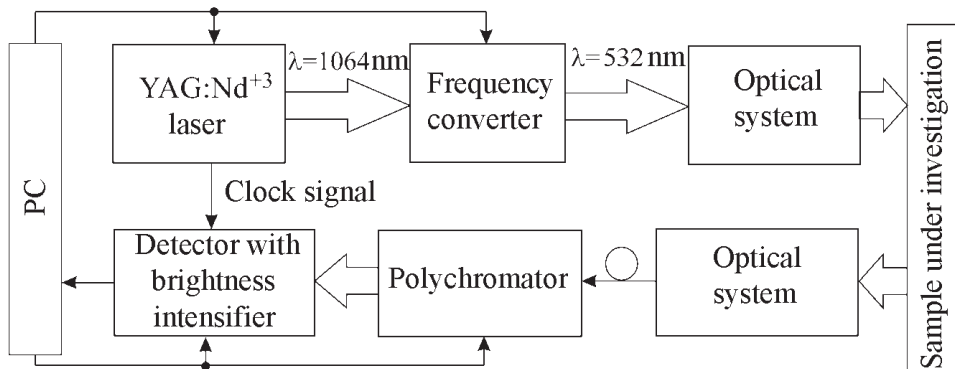 PC
YAG:Nd⁺³
laser
λ=1064 nm
Frequency
converter
λ=532 nm
Optical
system
Sample under investigation
Clock signal
Detector with
brightness
intensifier
Polychromator
Optical
system